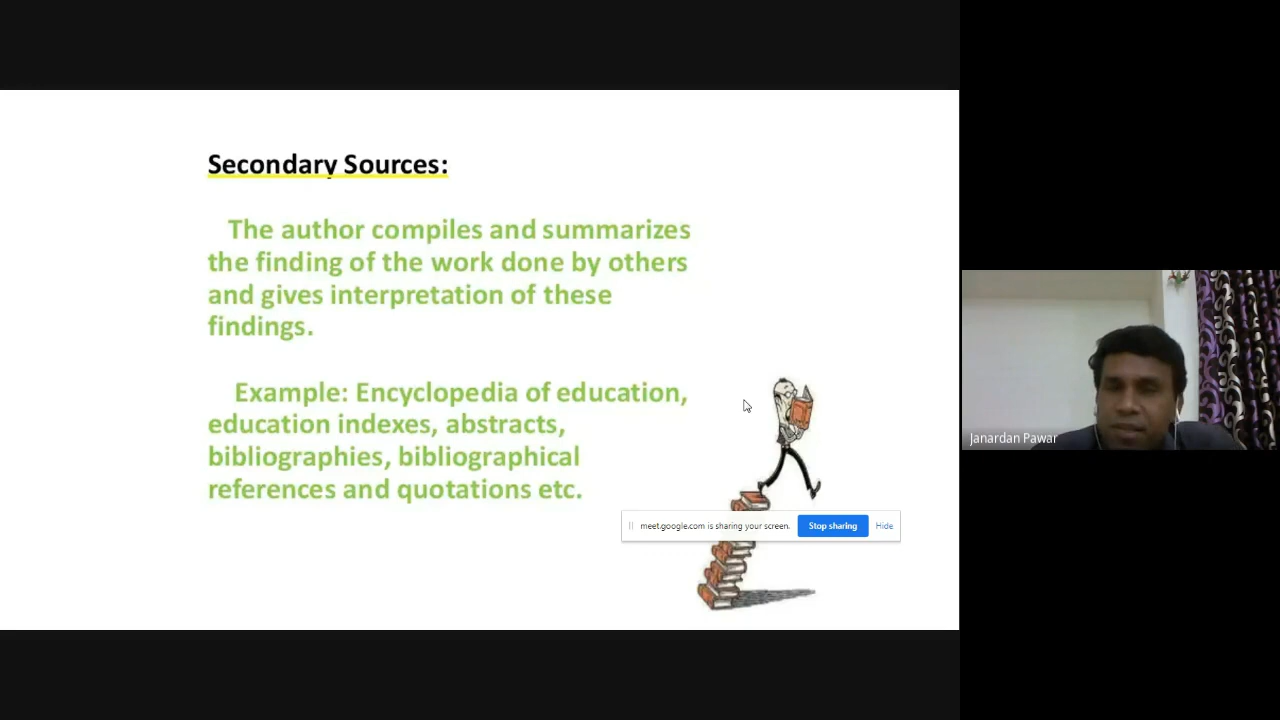 Secondary Sources:
The author compiles and summarizes
the finding of the work done by others
and gives interpretation of these
findings.
Example: Encyclopedia of education,
education indexes, abstracts,
bibliographies, bibliographical
references and quotations etc.
meet.google.com is sharing your screen. Stop sharing Hide
Janardan Pawar